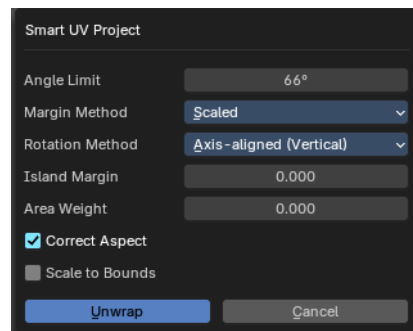 Smart UV Project
Angle Limit 66°
Margin Method Scaled
Rotation Method Axis-aligned (Vertical)
Island Margin 0.000
Area Weight 0.000
Correct Aspect
Scale to Bounds
Unwrap Cancel